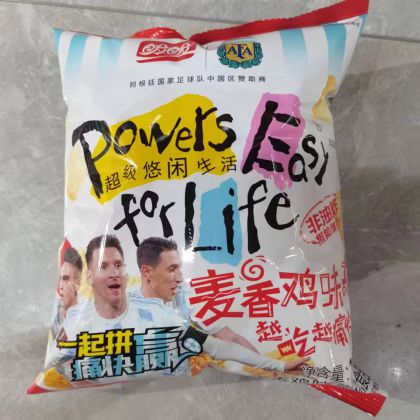 盼盼
AFA
阿根廷国家足球队中国区赞助商
Powers Easy
超级悠闲生活
for Life
非油炸
麦香鸡味
越吃越
一起拼
痛快赢
净含量: